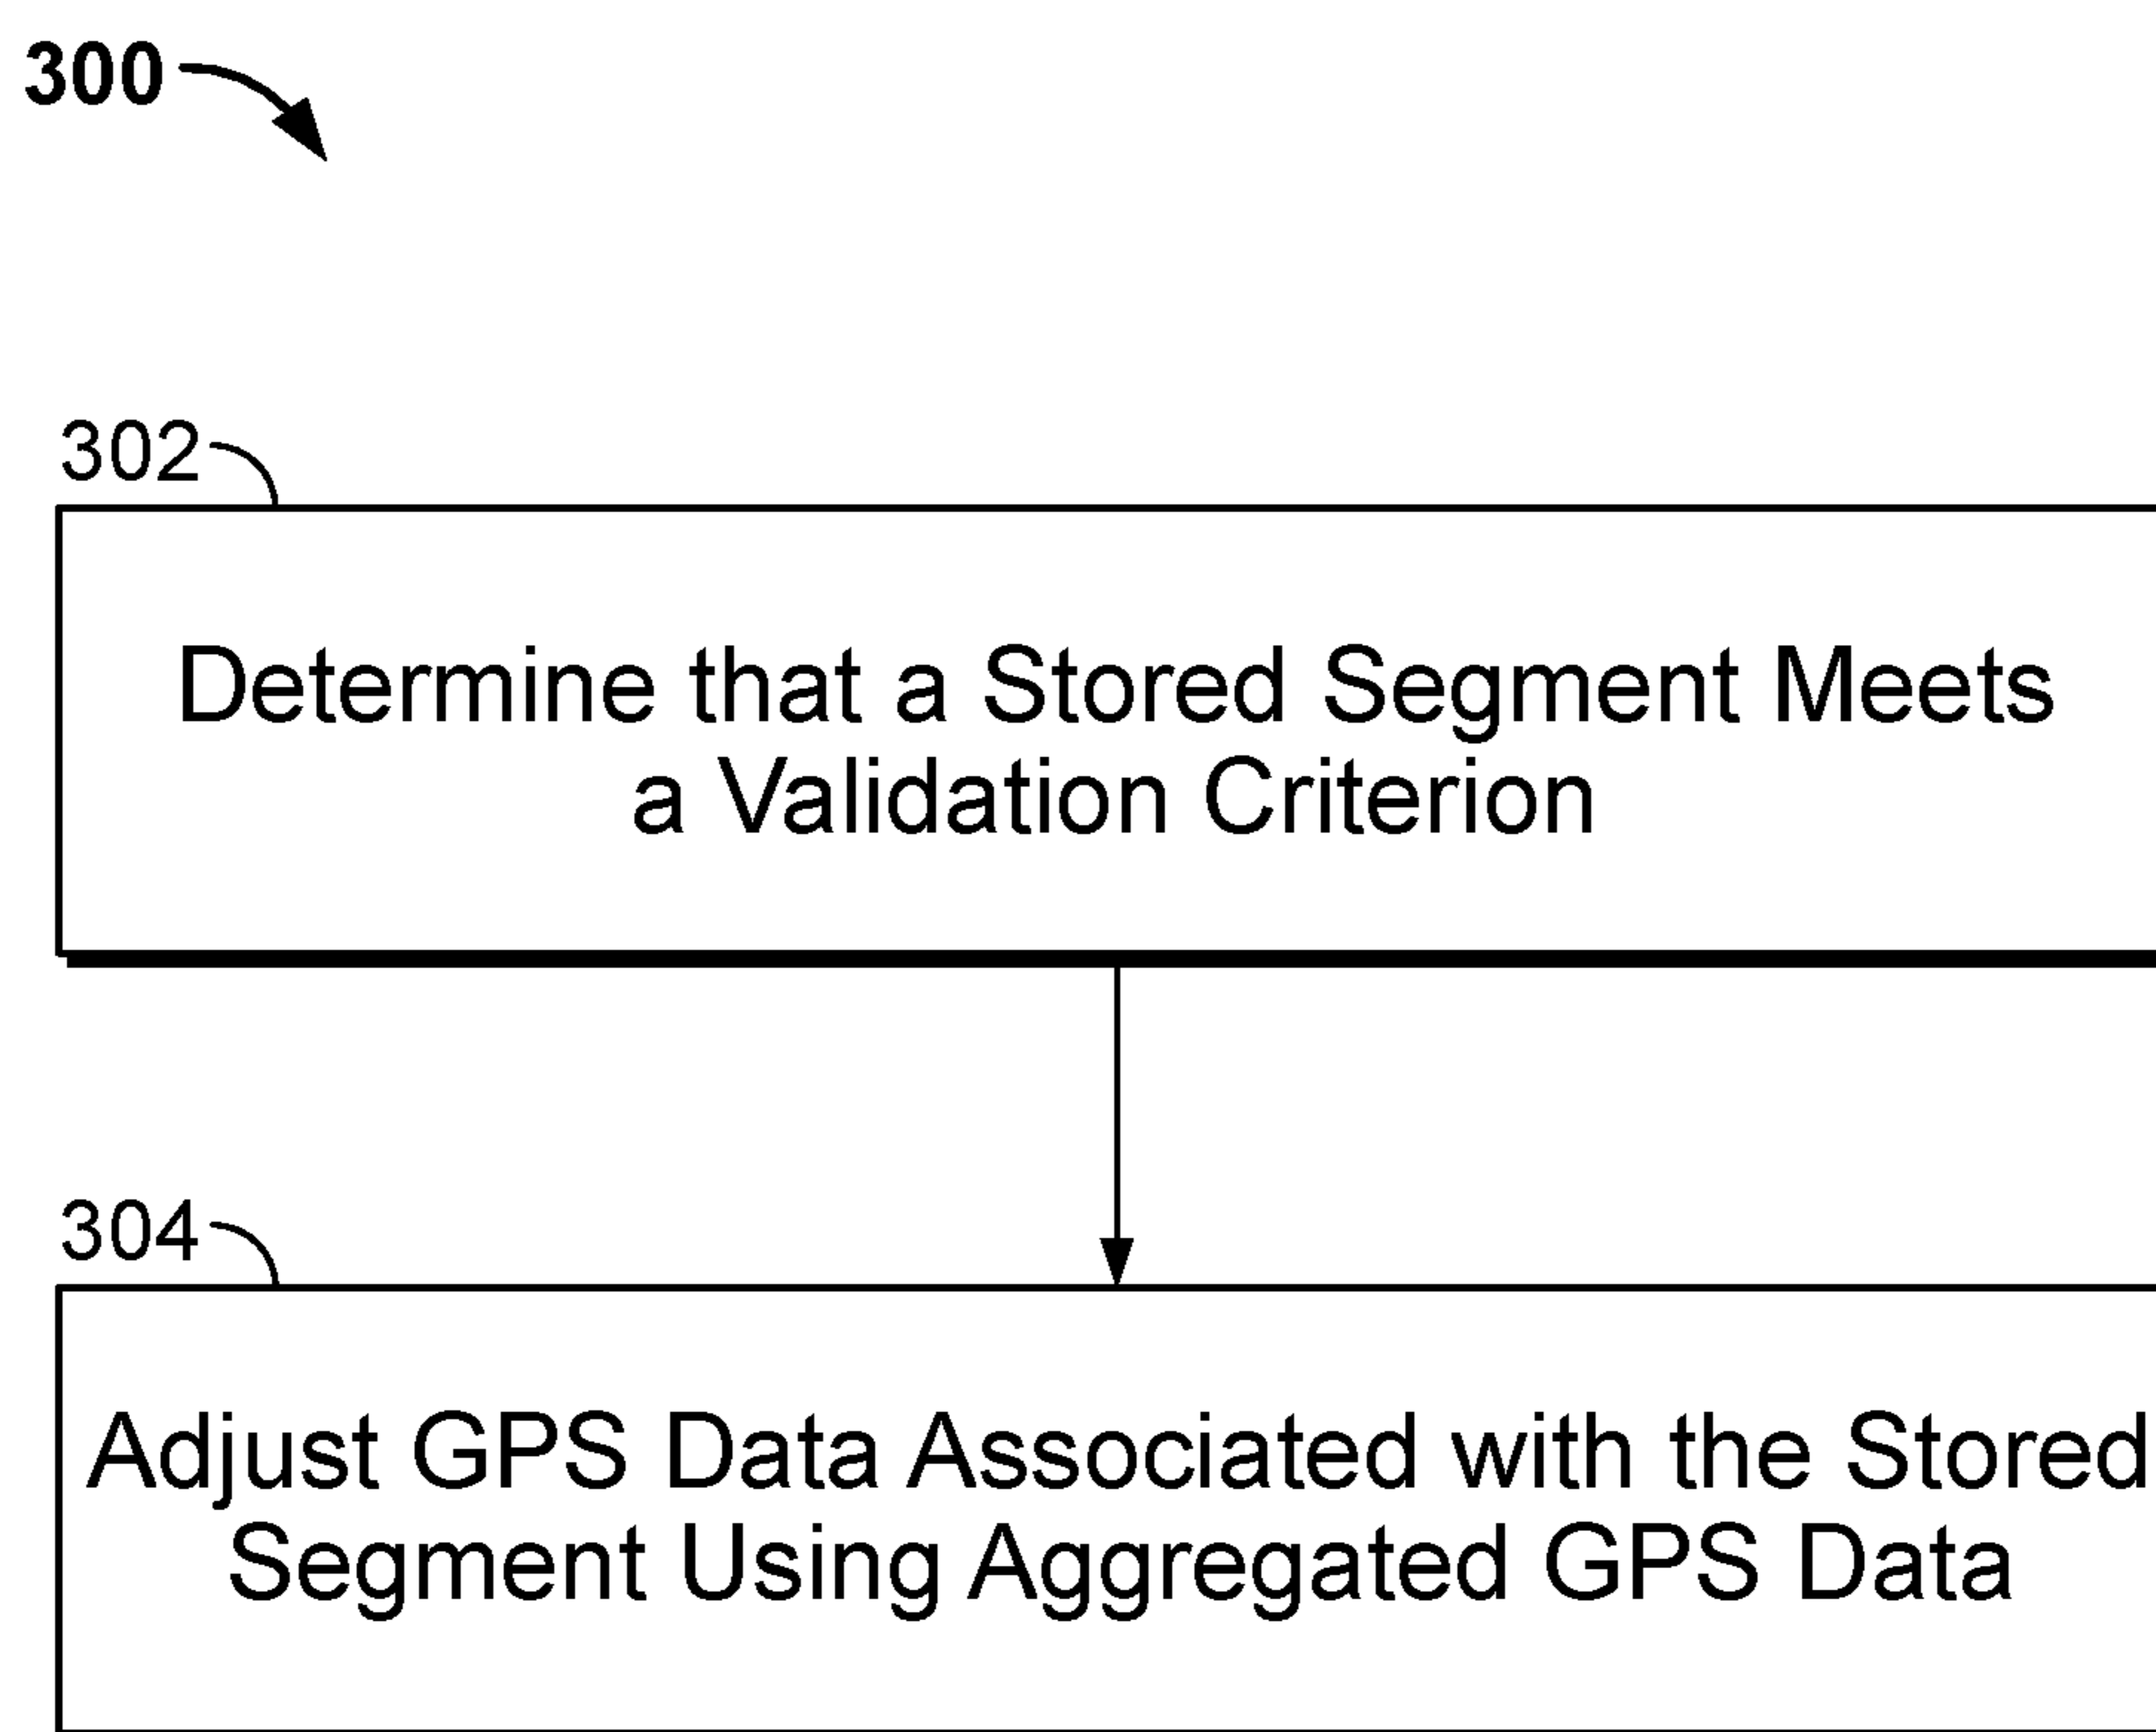 300
302
Determine that a Stored Segment Meets
a Validation Criterion
304
Adjust GPS Data Associated with the Stored
Segment Using Aggregated GPS Data